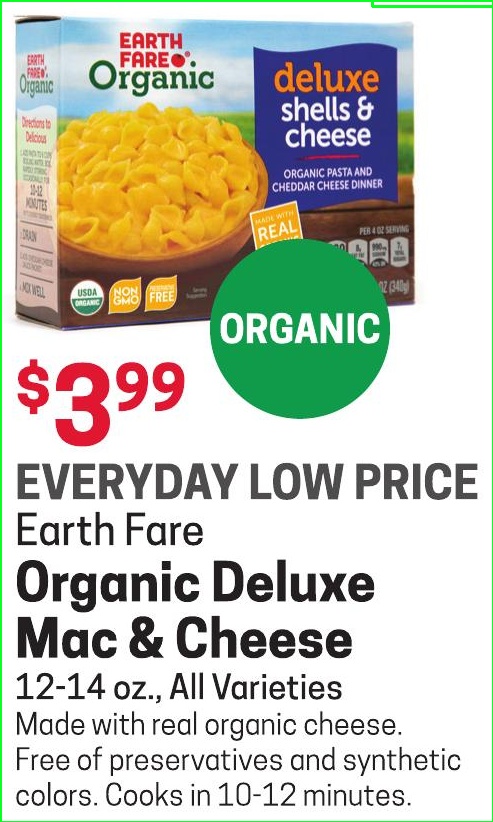 EARTH
FARE
Organic
deluxe
shells &
cheese
ORGANIC PASTA AND
CHEDDAR CHEESE DINNER
EARTH
FARE
Organic
Directions to
Delicious
10-12
MINUTES
DRAIN
MIX WELL
MADE WITH
REAL
PER 4 OZ SERVING
USDA
ORGANIC
NON
GMO
PRESERVATIVE
FREE
Serving
Suggestion
OZ (340g)
ORGANIC
$3.99
EVERYDAY LOW PRICE
Earth Fare
Organic Deluxe
Mac & Cheese
12-14 oz., All Varieties
Made with real organic cheese.
Free of preservatives and synthetic
colors. Cooks in 10-12 minutes.